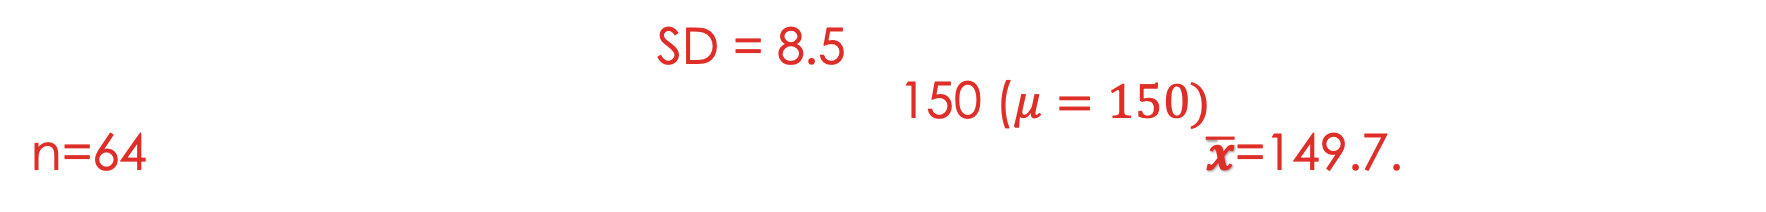 SD = 8.5
150 (μ = 150)
n=64 x̅=149.7.